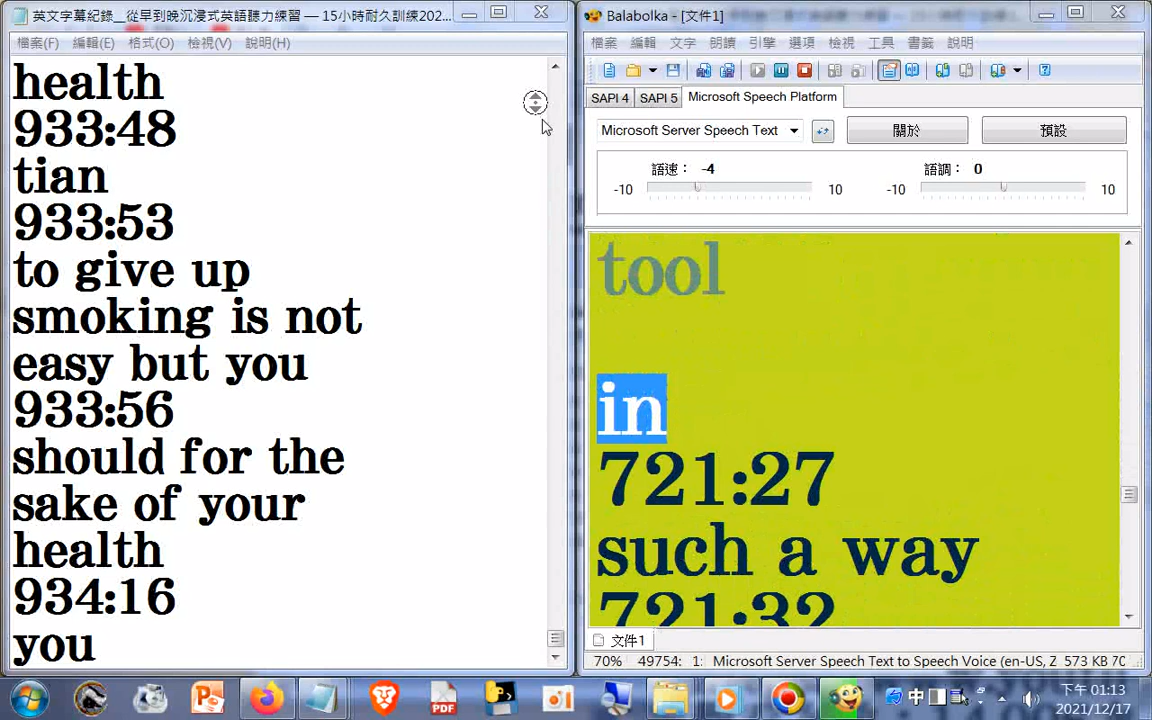 英文字幕紀錄__從早到晚沉浸式英語聽力練習 — 15小時耐久訓練202...
檔案(F) 編輯(E) 格式(O) 檢視(V) 說明(H)
health
933:48
tian
933:53
to give up
smoking is not
easy but you
933:56
should for the
sake of your
health
934:16
you
Balabolka - [文件1]
檔案 編輯 文字 朗讀 引擎 選項 檢視 工具 書籤 說明
SAPI 4 SAPI 5 Microsoft Speech Platform
Microsoft Server Speech Text 關於 預設
語速： -4 語調： 0
-10 10 -10 10
tool
in
721:27
such a way
721:32
文件1
70% 49754: 1: Microsoft Server Speech Text to Speech Voice (en-US, Z 573 KB 70
PDF 中 下午 01:13
2021/12/17